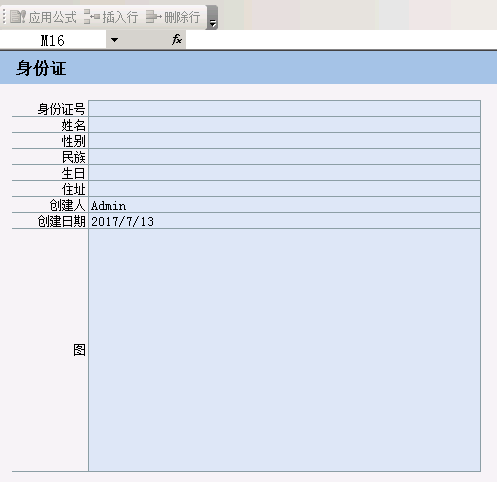 应用公式 插入行 删除行
M16 fx
身份证
身份证号
姓名
性别
民族
生日
住址
创建人 Admin
创建日期 2017/7/13
图